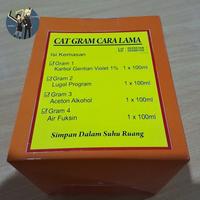 CAT GRAM CARA LAMA
Isi Kemasan
Gram 1
Karbol Gentian Violet 1% 1 x 100ml
Gram 2
Lugol Program 1 x 100ml
Gram 3
Aceton Alkohol 1 x 100ml
Gram 4
Air Fuksin 1 x 100ml
Simpan Dalam Suhu Ruang